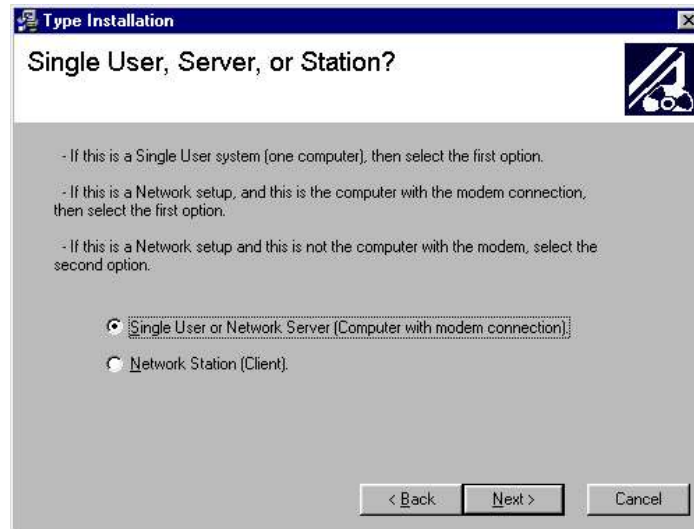 Type Installation
Single User, Server, or Station?
- If this is a Single User system (one computer), then select the first option.
- If this is a Network setup, and this is the computer with the modem connection,
then select the first option.
- If this is a Network setup and this is not the computer with the modem, select the
second option.
Single User or Network Server (Computer with modem connection).
Network Station (Client).
< Back
Next >
Cancel